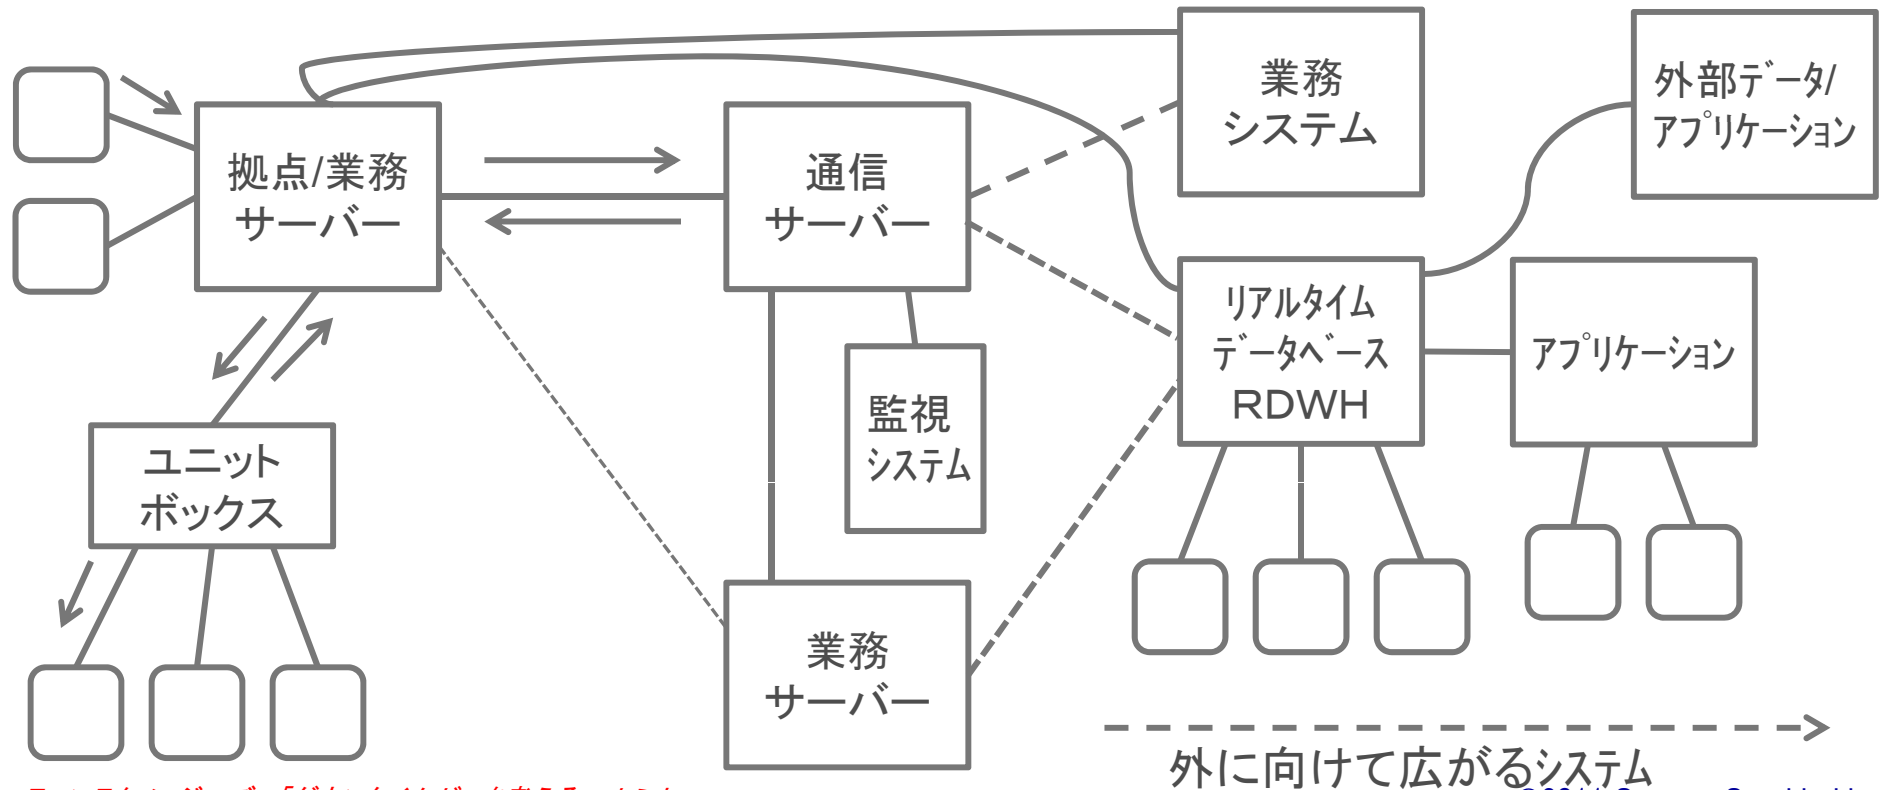 業務
システム
外部データ/
アプリケーション
拠点/業務
サーバー
通信
サーバー
リアルタイム
データベース
RDWH
アプリケーション
監視
システム
ユニット
ボックス
業務
サーバー
外に向けて広がるシステム